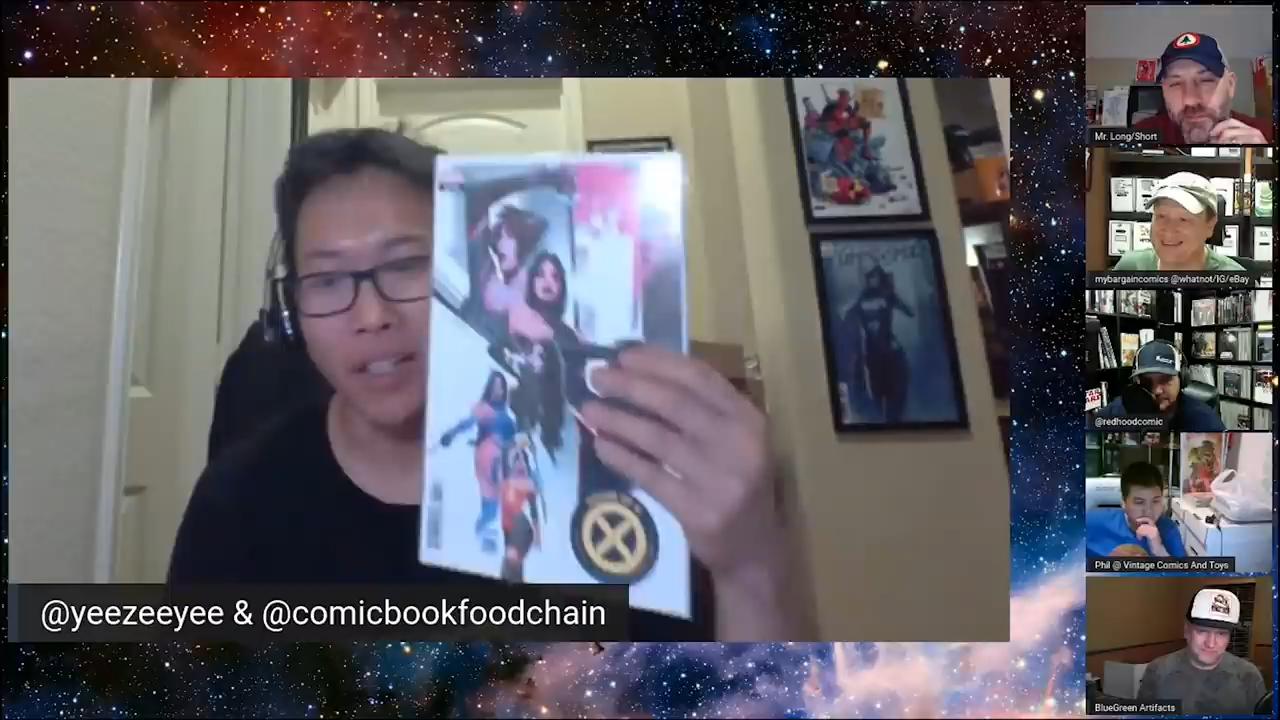 Mr. Long/Short
mybargaincomics @whatnot/IG/eBay
@redhoodcomic
Phil @ Vintage Comics And Toys
BlueGreen Artifacts
@yeezeeyee & @comicbookfoodchain